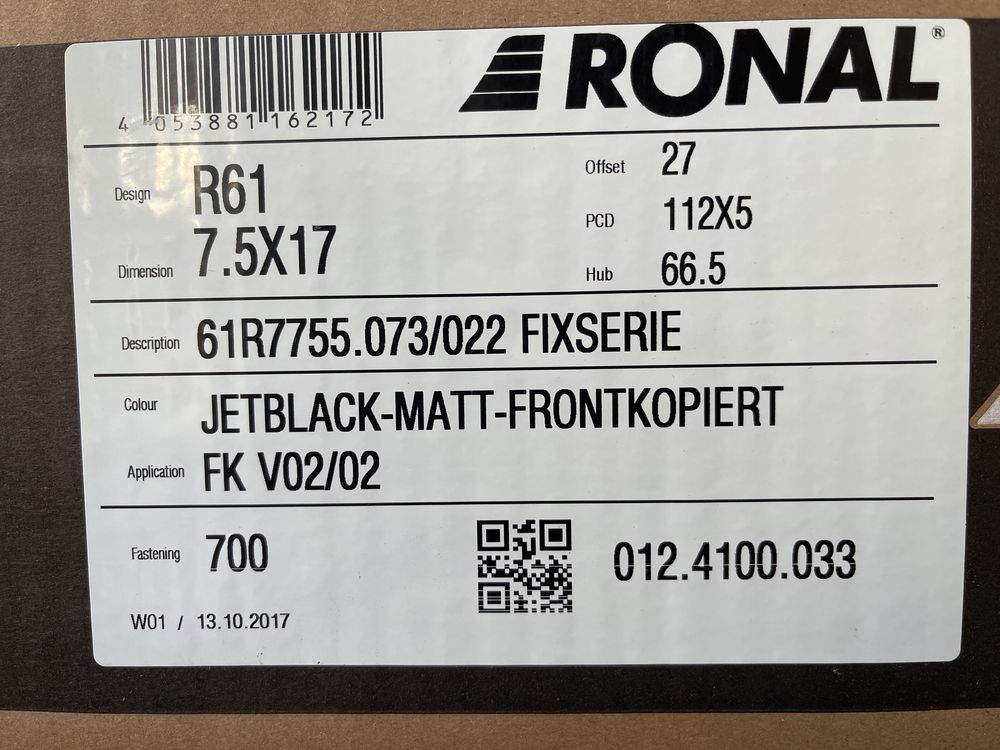 RONAL®
4 053881 162172
Design R61
Dimension 7.5X17
Offset 27
PCD 112X5
Hub 66.5
Description 61R7755.073/022 FIXSERIE
Colour JETBLACK-MATT-FRONTKOPIERT
Application FK V02/02
Fastening 700
012.4100.033
W01 / 13.10.2017